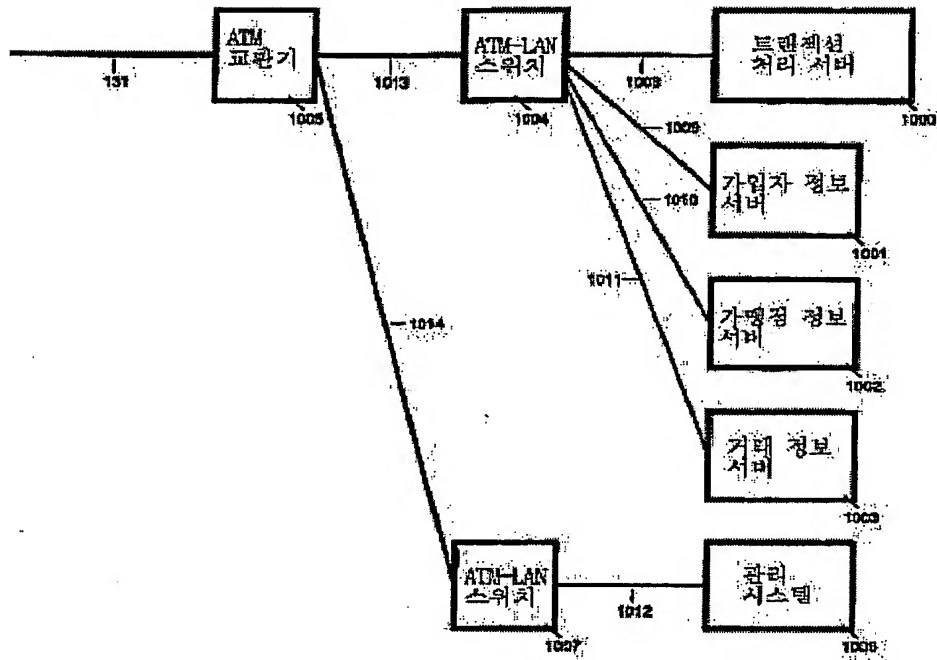 ATM
교환기
131
1005
1013
ATM-LAN
스위치
1004
1008
트랜젝션
처리 서버
1000
1009
가입자 정보
서버
1001
1010
가맹점 정보
서버
1002
1011
거래 정보
서버
1003
1014
ATM-LAN
스위치
1007
1012
관리
시스템
1006